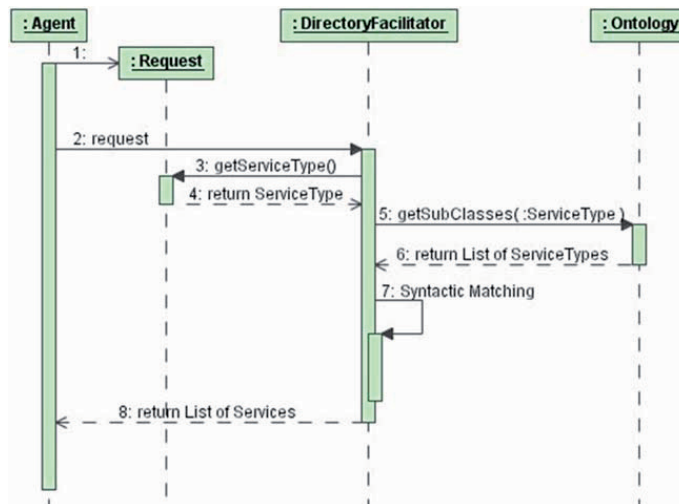 : Agent
: DirectoryFacilitator
: Ontology
1:
: Request
2: request
3: getServiceType()
4: return ServiceType
5: getSubClasses( :ServiceType )
6: return List of ServiceTypes
7: Syntactic Matching
8: return List of Services